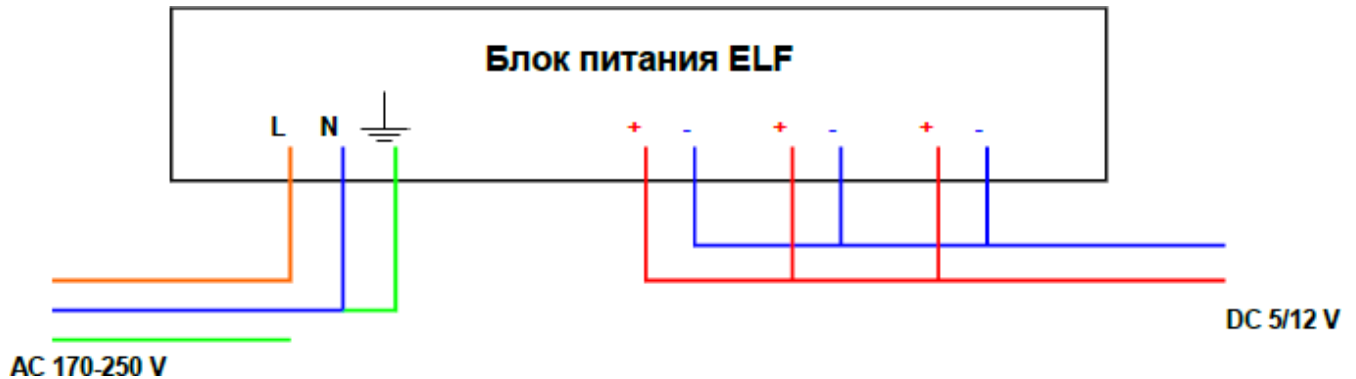 Блок питания ELF
L N + - + - + -
DC 5/12 V
AC 170-250 V